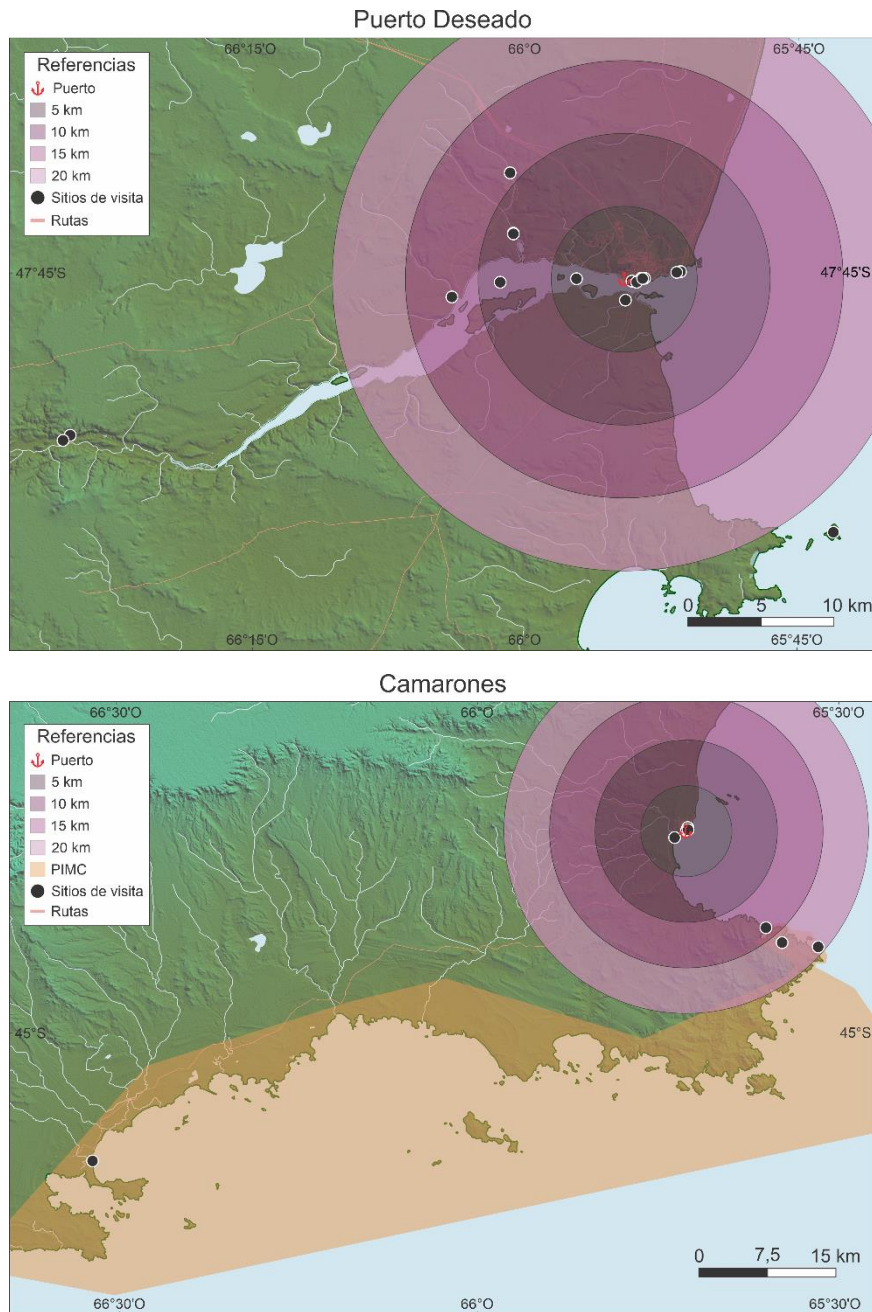 Puerto Deseado
66°15'O 66°O 65°45'O
Referencias
Puerto
5 km
10 km
15 km
20 km
Sitios de visita
Rutas
47°45'S 47°45'S
0 5 10 km
66°15'O 66°O 65°45'O
Camarones
66°30'O 66°O 65°30'O
Referencias
Puerto
5 km
10 km
15 km
20 km
PIMC
Sitios de visita
Rutas
45°S 45°S
0 7,5 15 km
66°30'O 66°O 65°30'O